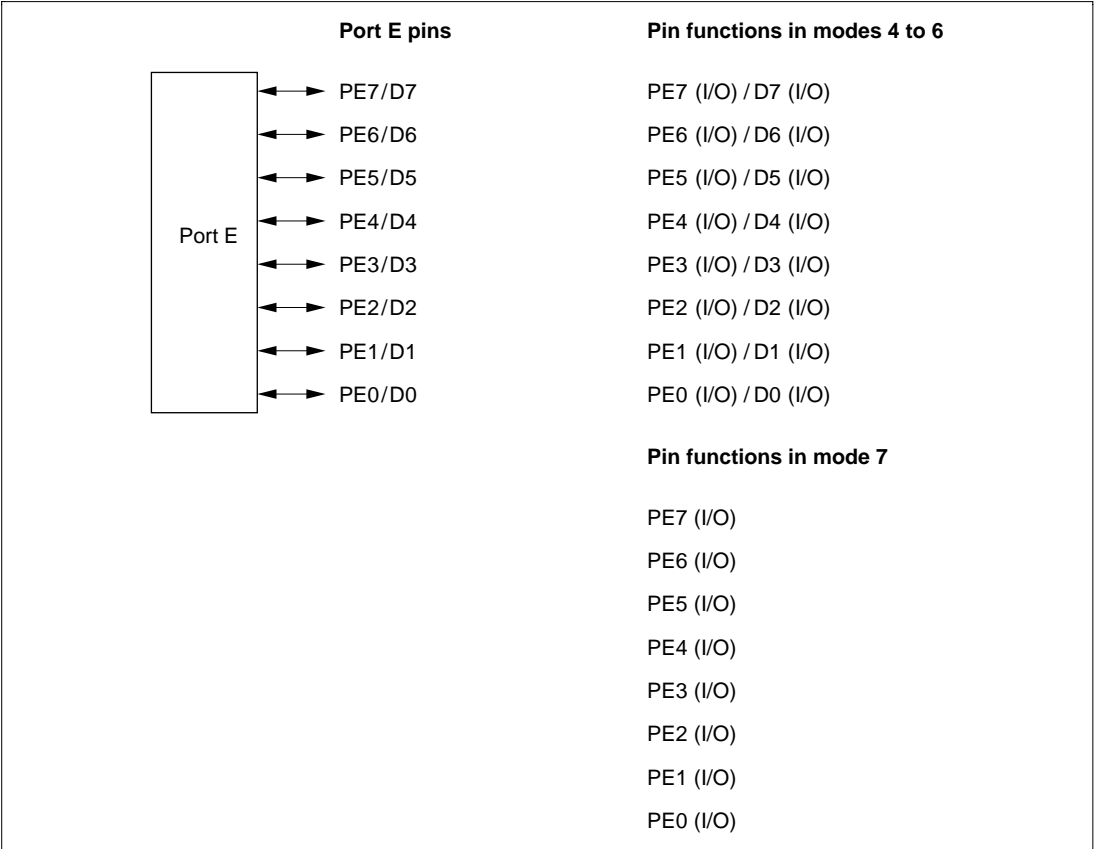 Port E pins Pin functions in modes 4 to 6
PE7/D7 PE7 (I/O) / D7 (I/O)
PE6/D6 PE6 (I/O) / D6 (I/O)
PE5/D5 PE5 (I/O) / D5 (I/O)
PE4/D4 PE4 (I/O) / D4 (I/O)
Port E
PE3/D3 PE3 (I/O) / D3 (I/O)
PE2/D2 PE2 (I/O) / D2 (I/O)
PE1/D1 PE1 (I/O) / D1 (I/O)
PE0/D0 PE0 (I/O) / D0 (I/O)
Pin functions in mode 7
PE7 (I/O)
PE6 (I/O)
PE5 (I/O)
PE4 (I/O)
PE3 (I/O)
PE2 (I/O)
PE1 (I/O)
PE0 (I/O)